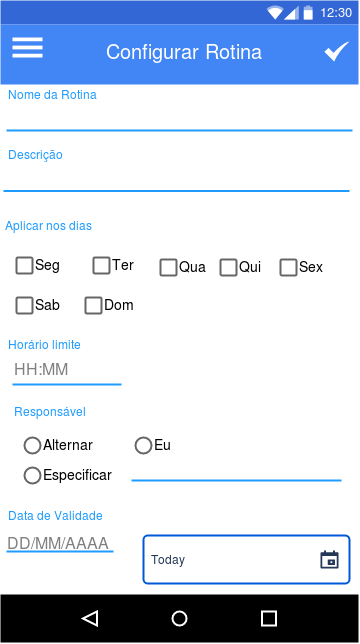 12:30
Configurar Rotina
Nome da Rotina
Descrição
Aplicar nos dias
Seg Ter Qua Qui Sex
Sab Dom
Horário limite
HH:MM
Responsável
Alternar Eu
Especificar
Data de Validade
DD/MM/AAAA
Today